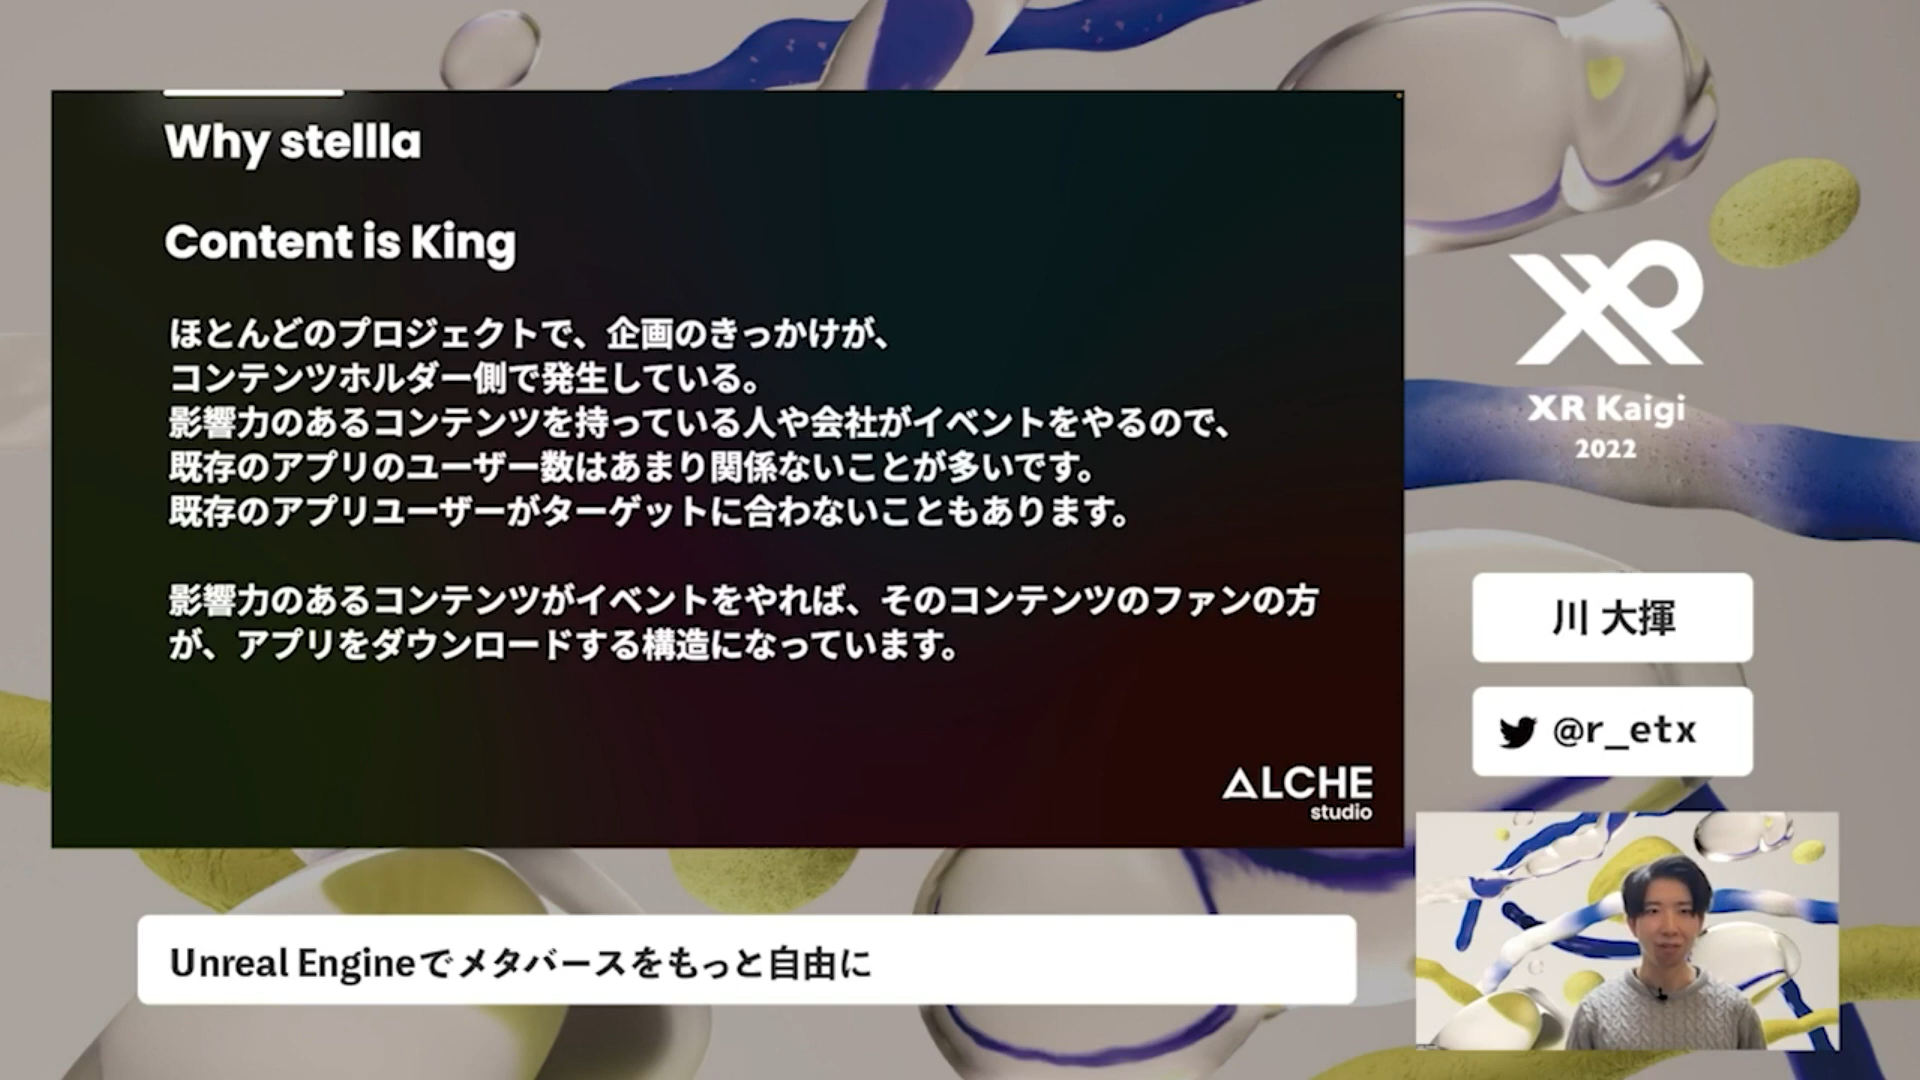 Why stellla
Content is King
ほとんどのプロジェクトで、企画のきっかけが、
コンテンツホルダー側で発生している。
影響力のあるコンテンツを持っている人や会社がイベントをやるので、
既存のアプリのユーザー数はあまり関係ないことが多いです。
既存のアプリユーザーがターゲットに合わないこともあります。
影響力のあるコンテンツがイベントをやれば、そのコンテンツのファンの方
が、アプリをダウンロードする構造になっています。
ALCHE
studio
XR
XR Kaigi
2022
川 大揮
@r_etx
Unreal Engineでメタバースをもっと自由に